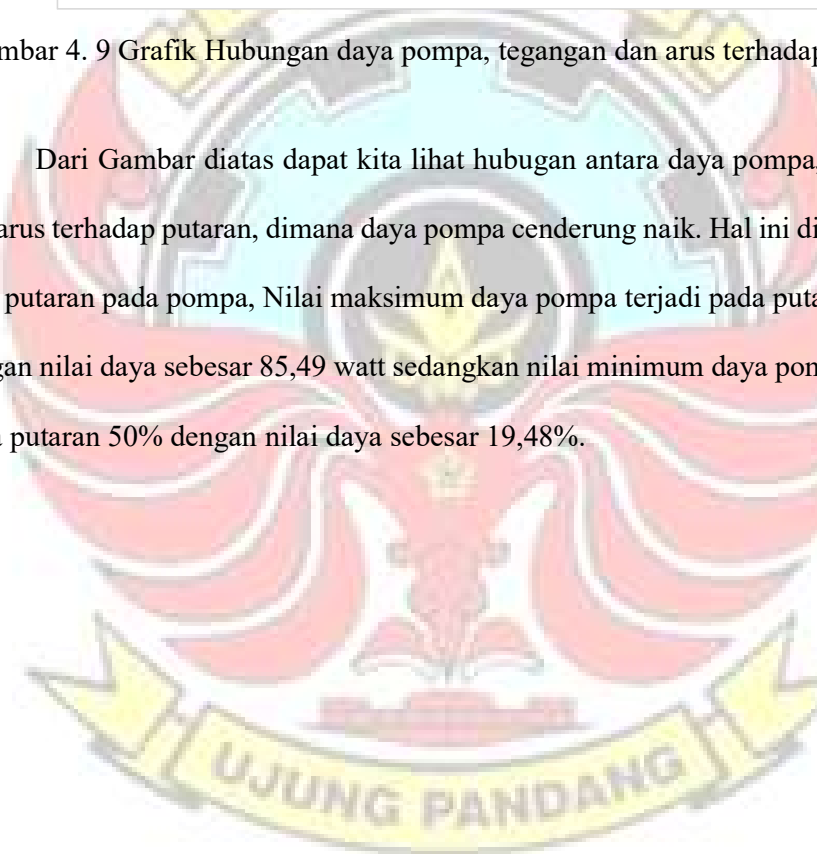 mbar 4. 9 Grafik Hubungan daya pompa, tegangan dan arus terhadap
Dari Gambar diatas dapat kita lihat hubugan antara daya pompa,
arus terhadap putaran, dimana daya pompa cenderung naik. Hal ini di
putaran pada pompa, Nilai maksimum daya pompa terjadi pada puta
gan nilai daya sebesar 85,49 watt sedangkan nilai minimum daya pom
putaran 50% dengan nilai daya sebesar 19,48%.
UJUNG PANDANG